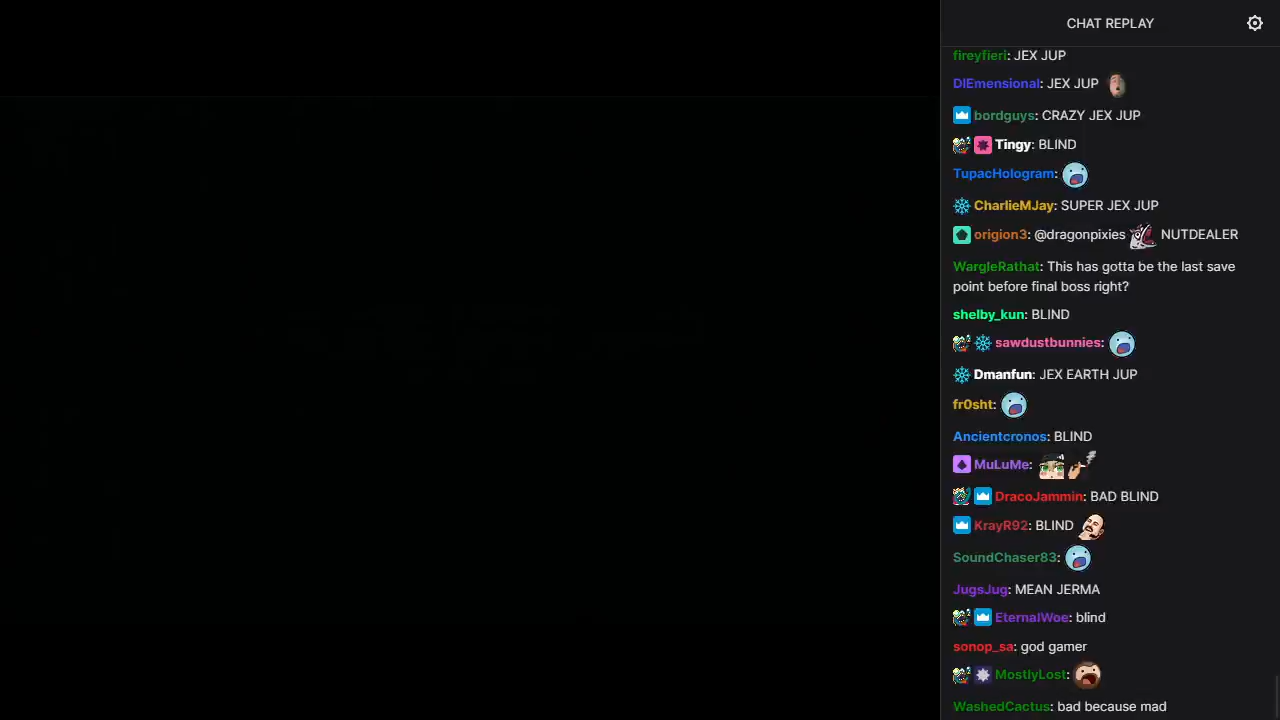 CHAT REPLAY
fireyfieri: JEX JUP
DIEmensional: JEX JUP
bordguys: CRAZY JEX JUP
Tingy: BLIND
TupacHologram:
CharlieMJay: SUPER JEX JUP
origion3: @dragonpixies NUTDEALER
WargleRathat: This has gotta be the last save
point before final boss right?
shelby_kun: BLIND
sawdustbunnies:
Dmanfun: JEX EARTH JUP
fr0sht:
Ancientcronos: BLIND
MuLuMe:
DracoJammin: BAD BLIND
KrayR92: BLIND
SoundChaser83:
JugsJug: MEAN JERMA
EternalWoe: blind
sonop_sa: god gamer
MostlyLost:
WashedCactus: bad because mad